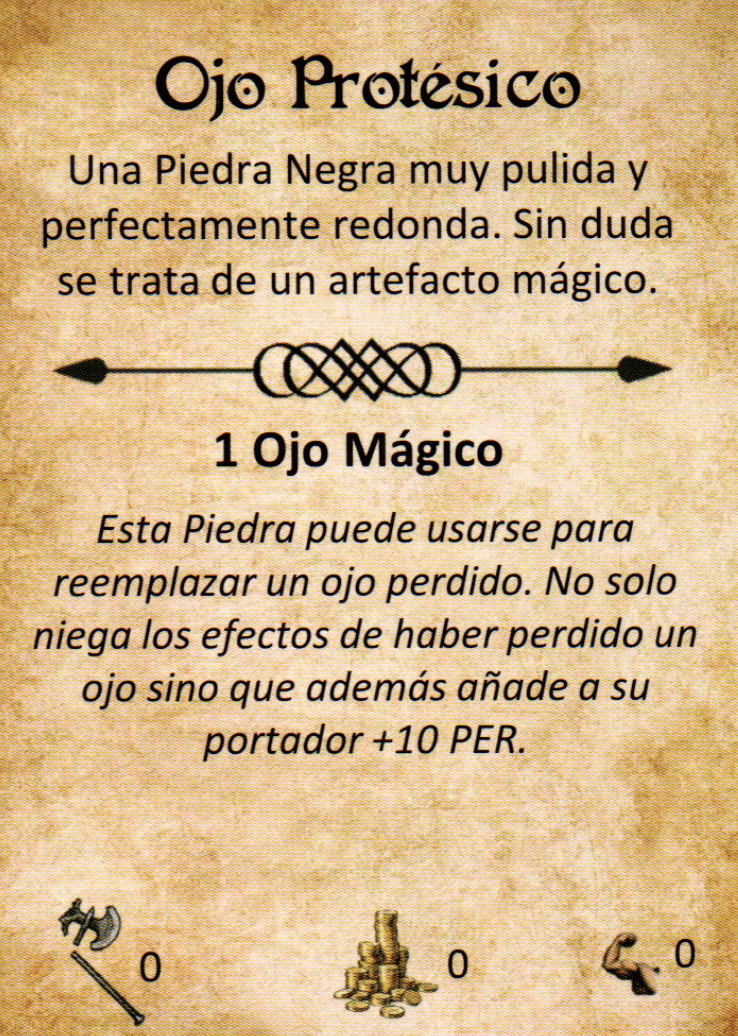 Ojo Protésico
Una Piedra Negra muy pulida y
perfectamente redonda. Sin duda
se trata de un artefacto mágico.
1 Ojo Mágico
Esta Piedra puede usarse para
reemplazar un ojo perdido. No solo
niega los efectos de haber perdido un
ojo sino que además añade a su
portador +10 PER.
0 0 0